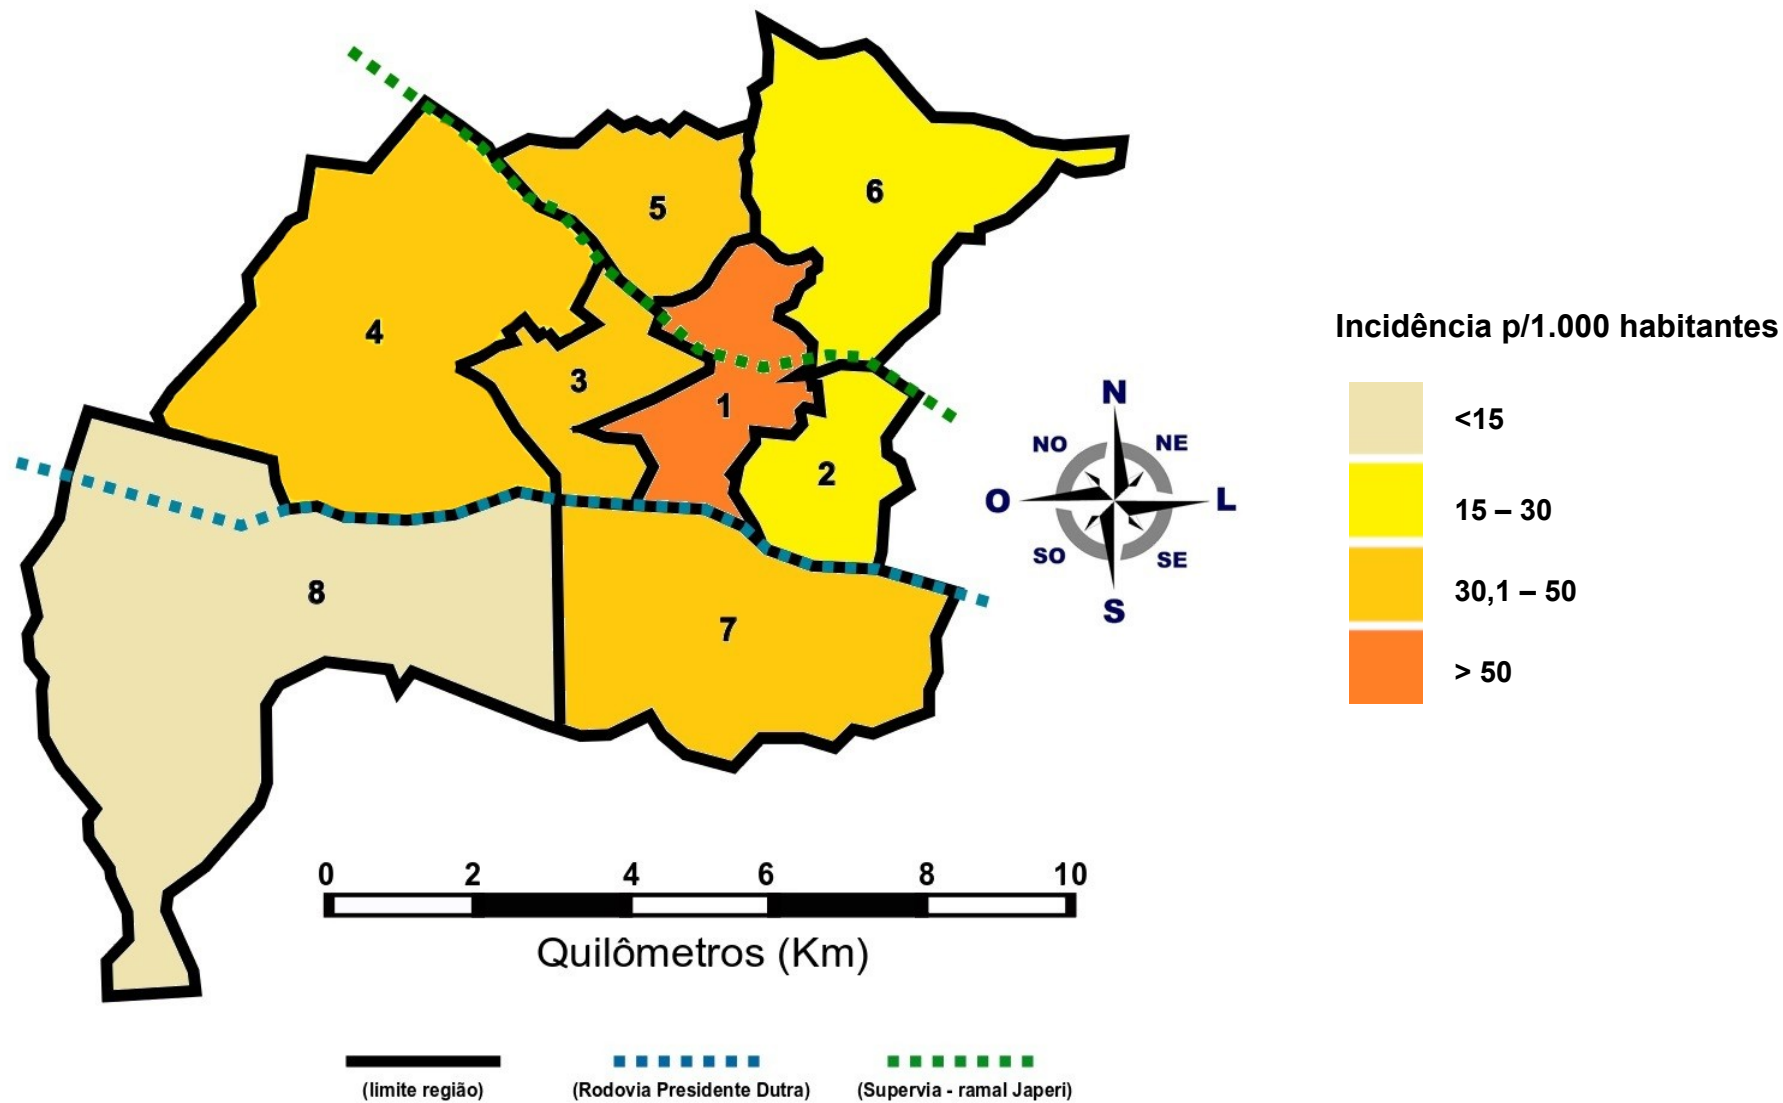 6
5
4
3
1
2
8
7
N
NO
NE
O
L
SO
SE
S
Incidência p/1.000 habitantes
<15
15 – 30
30,1 – 50
> 50
0 2 4 6 8 10
Quilômetros (Km)
(limite região) (Rodovia Presidente Dutra) (Supervia - ramal Japeri)